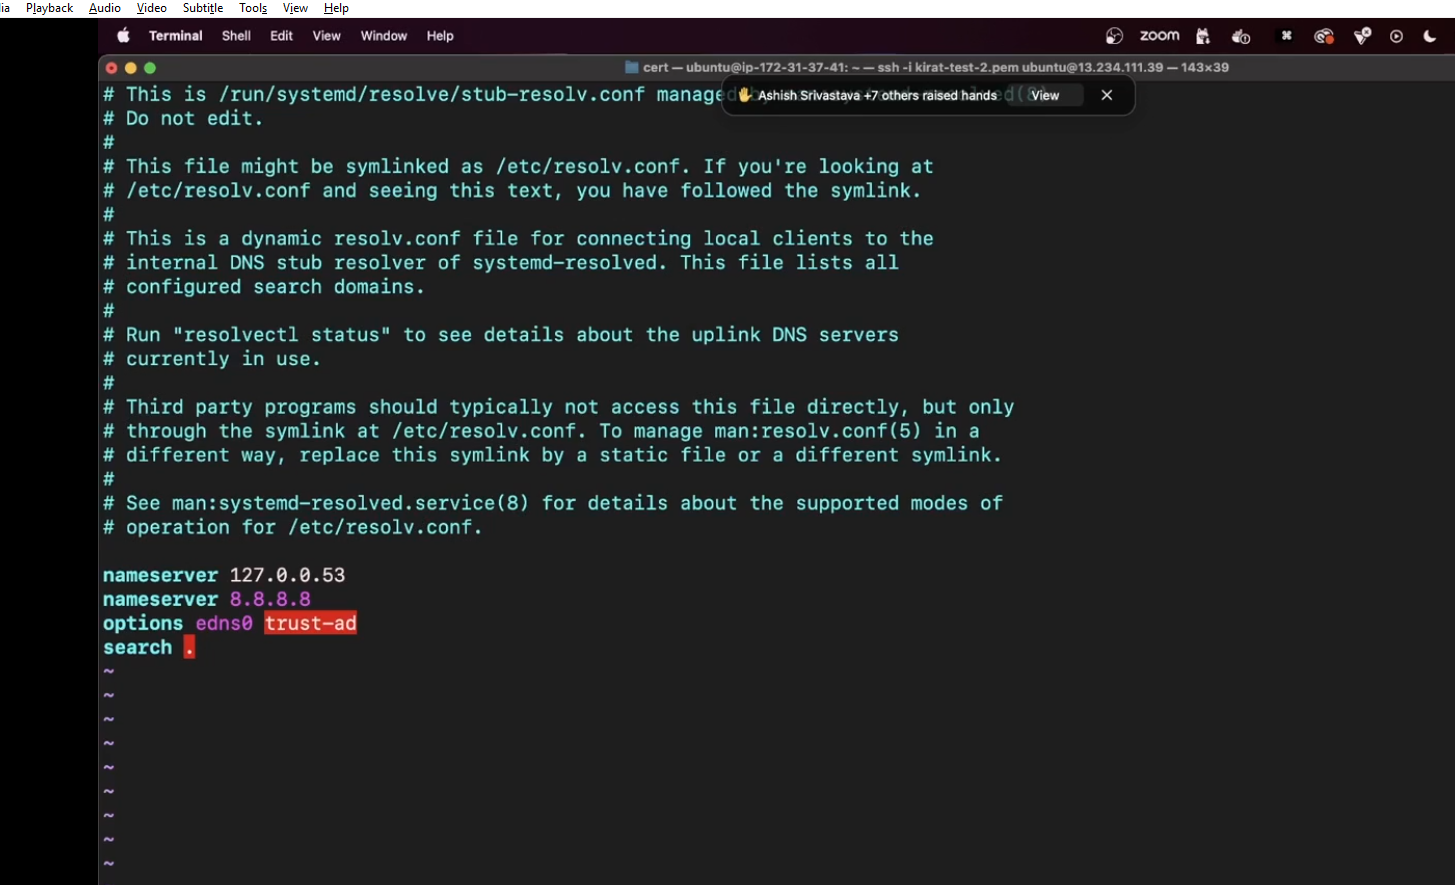 ia Playback Audio Video Subtitle Tools View Help
Terminal Shell Edit View Window Help zoom
cert — ubuntu@ip-172-31-37-41: ~ — ssh -i kirat-test-2.pem ubuntu@13.234.111.39 — 143×39
Ashish Srivastava +7 others raised hands View
# This is /run/systemd/resolve/stub-resolv.conf managed
# Do not edit.
#
# This file might be symlinked as /etc/resolv.conf. If you're looking at
# /etc/resolv.conf and seeing this text, you have followed the symlink.
#
# This is a dynamic resolv.conf file for connecting local clients to the
# internal DNS stub resolver of systemd-resolved. This file lists all
# configured search domains.
#
# Run "resolvectl status" to see details about the uplink DNS servers
# currently in use.
#
# Third party programs should typically not access this file directly, but only
# through the symlink at /etc/resolv.conf. To manage man:resolv.conf(5) in a
# different way, replace this symlink by a static file or a different symlink.
#
# See man:systemd-resolved.service(8) for details about the supported modes of
# operation for /etc/resolv.conf.
nameserver 127.0.0.53
nameserver 8.8.8.8
options edns0 trust-ad
search .
~
~
~
~
~
~
~
~
~